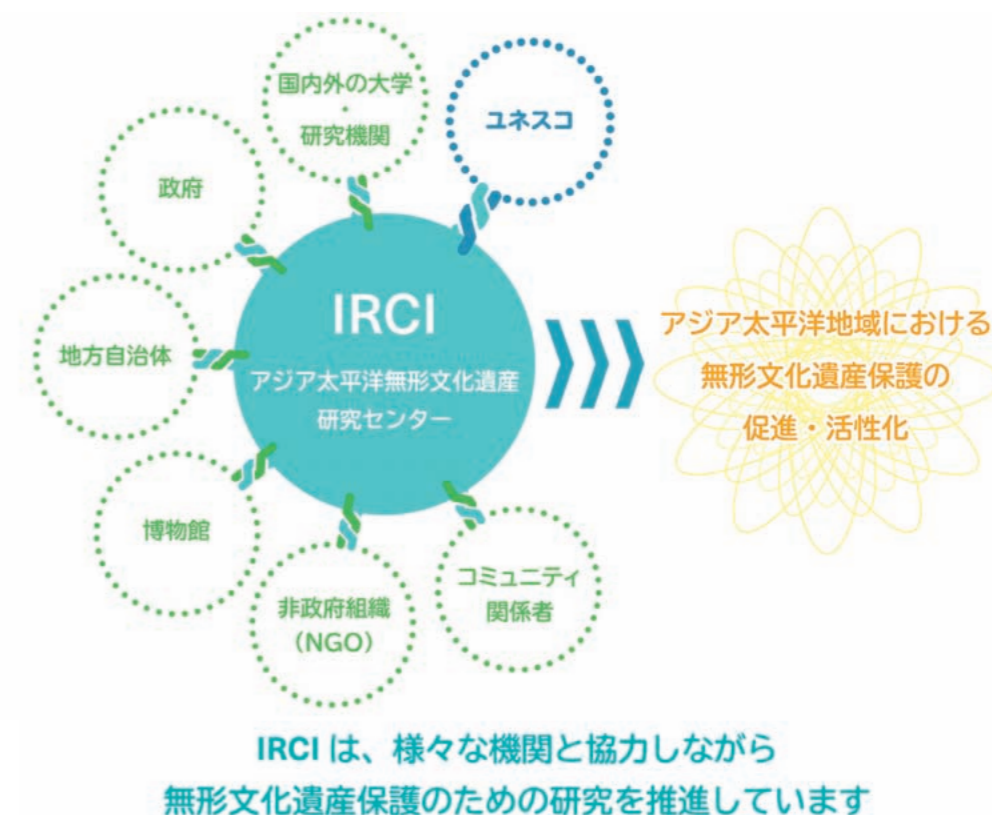 国内外の大学
・
研究機関
ユネスコ
政府
地方自治体
博物館
非政府組織
（NGO）
コミュニティ
関係者
IRCI
アジア太平洋無形文化遺産
研究センター
アジア太平洋地域における
無形文化遺産保護の
促進・活性化
IRCI は、様々な機関と協力しながら
無形文化遺産保護のための研究を推進しています